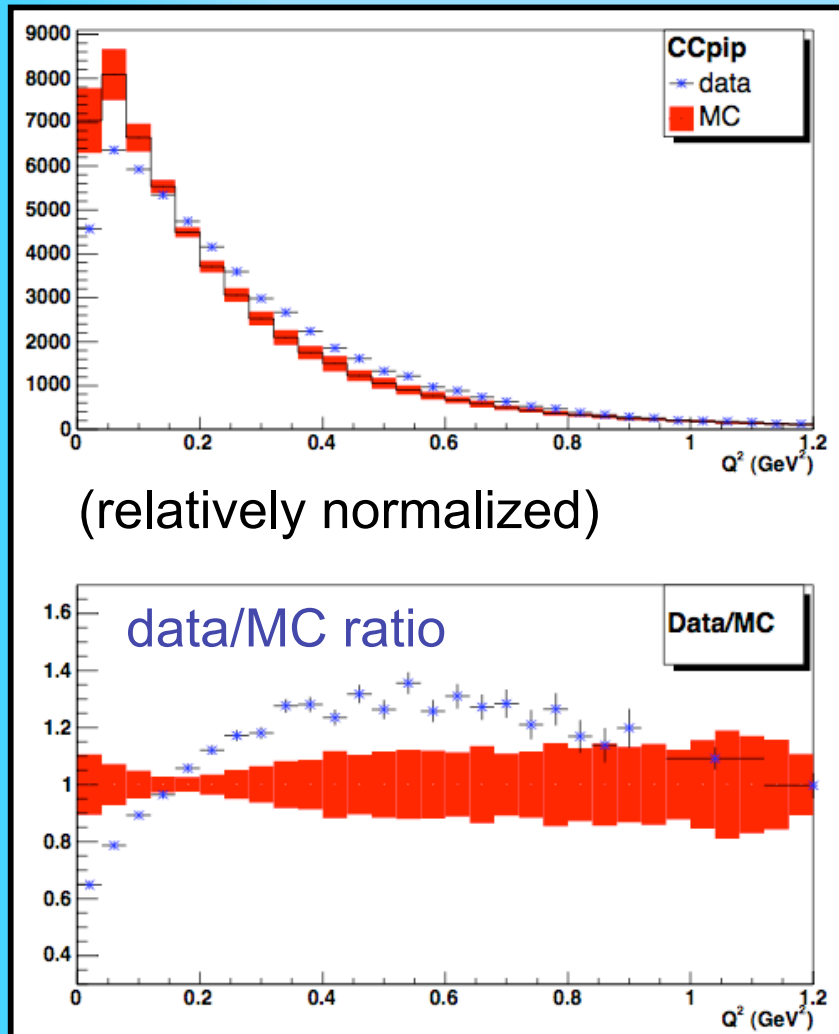 9000
8000
7000
6000
5000
4000
3000
2000
1000
0
CCpip
data
MC
0 0.2 0.4 0.6 0.8 1 1.2
Q² (GeV²)
(relatively normalized)
1.6
1.4
1.2
1
0.8
0.6
0.4
data/MC ratio
Data/MC
0 0.2 0.4 0.6 0.8 1 1.2
Q² (GeV²)